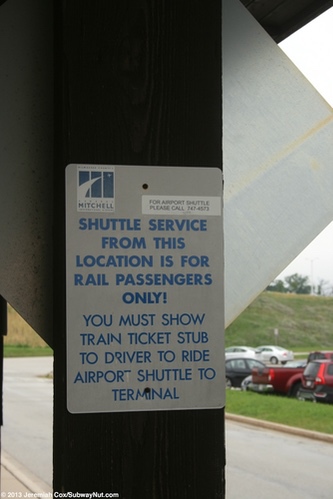 MITCHELL
FOR AIRPORT SHUTTLE
PLEASE CALL 747-4573
SHUTTLE SERVICE
FROM THIS
LOCATION IS FOR
RAIL PASSENGERS
ONLY!
YOU MUST SHOW
TRAIN TICKET STUB
TO DRIVER TO RIDE
AIRPORT SHUTTLE TO
TERMINAL
© 2013 Jeremiah Cox/SubwayNut.com